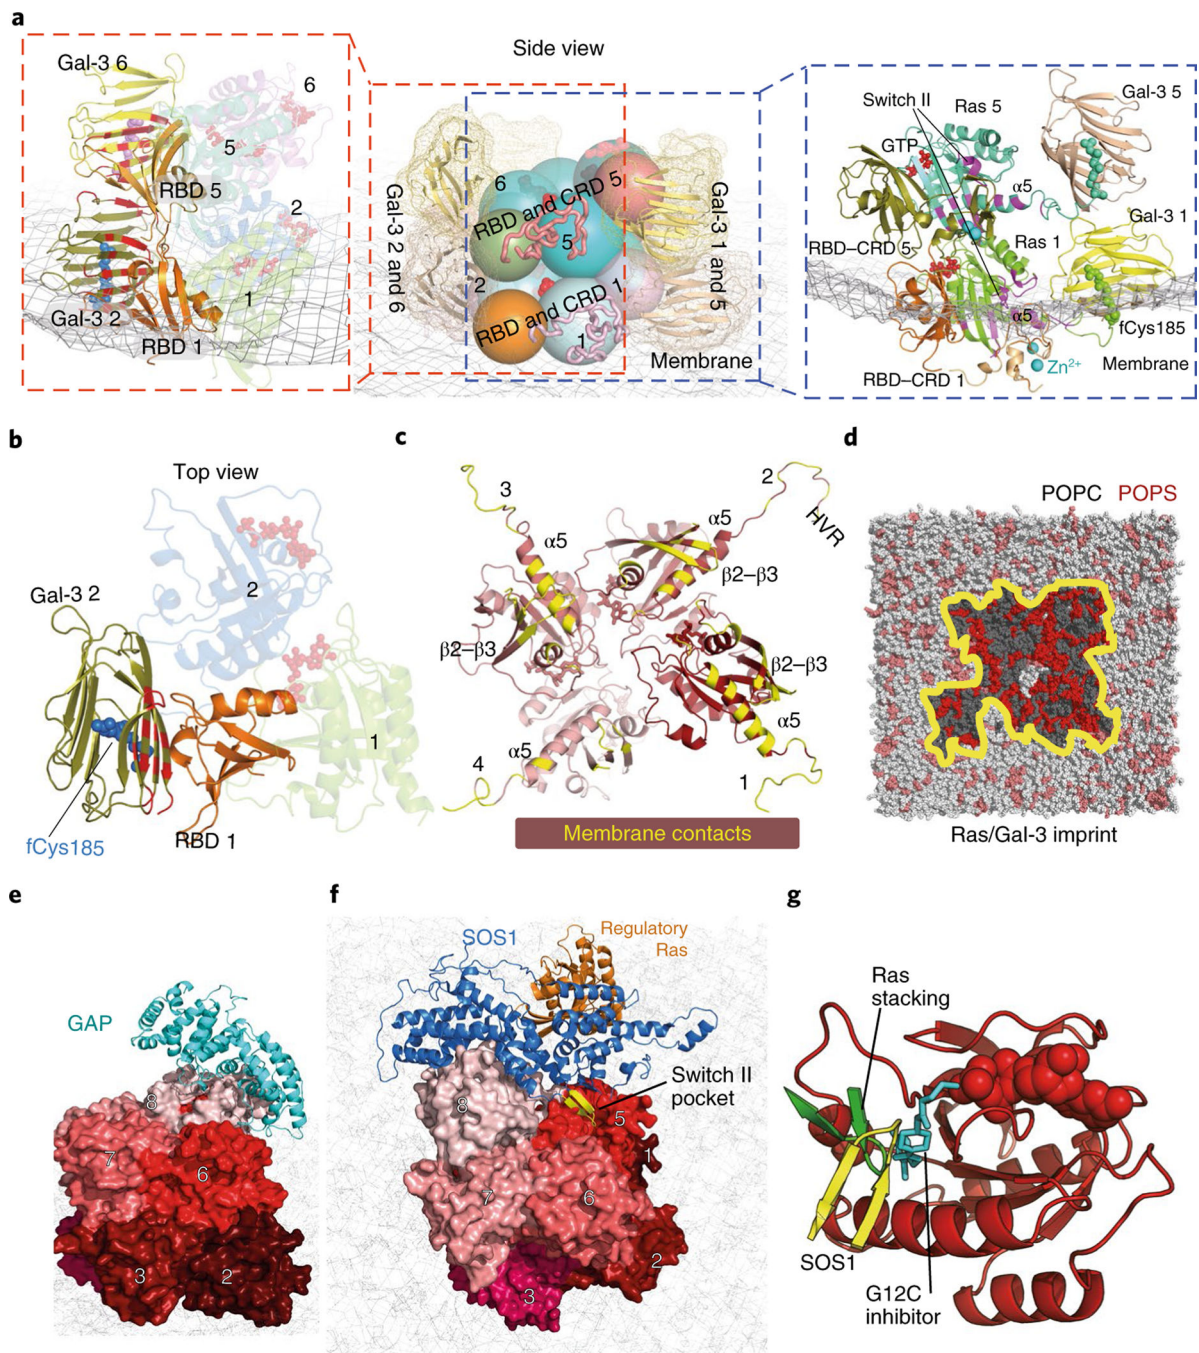 a
Side view
Gal-3 6
6
5
RBD 5
2
Gal-3 2
1
RBD 1
Gal-3 2 and 6
6
RBD and CRD 5
5
2
RBD and CRD 1
1
Gal-3 1 and 5
Membrane
Switch II
Ras 5
Gal-3 5
GTP
α5
Gal-3 1
RBD–CRD 5
Ras 1
α5
fCys185
Zn2+
Membrane
RBD–CRD 1
b
Top view
2
Gal-3 2
1
fCys185
RBD 1
c
3
2
α5
α5
HVR
β2–β3
β2–β3
β2–β3
α5
α5
4
1
Membrane contacts
d
POPC POPS
Ras/Gal-3 imprint
e
GAP
8
7
6
3
2
f
SOS1
Regulatory
Ras
Switch II
pocket
8
5
1
7
6
2
3
g
Ras
stacking
SOS1
G12C
inhibitor